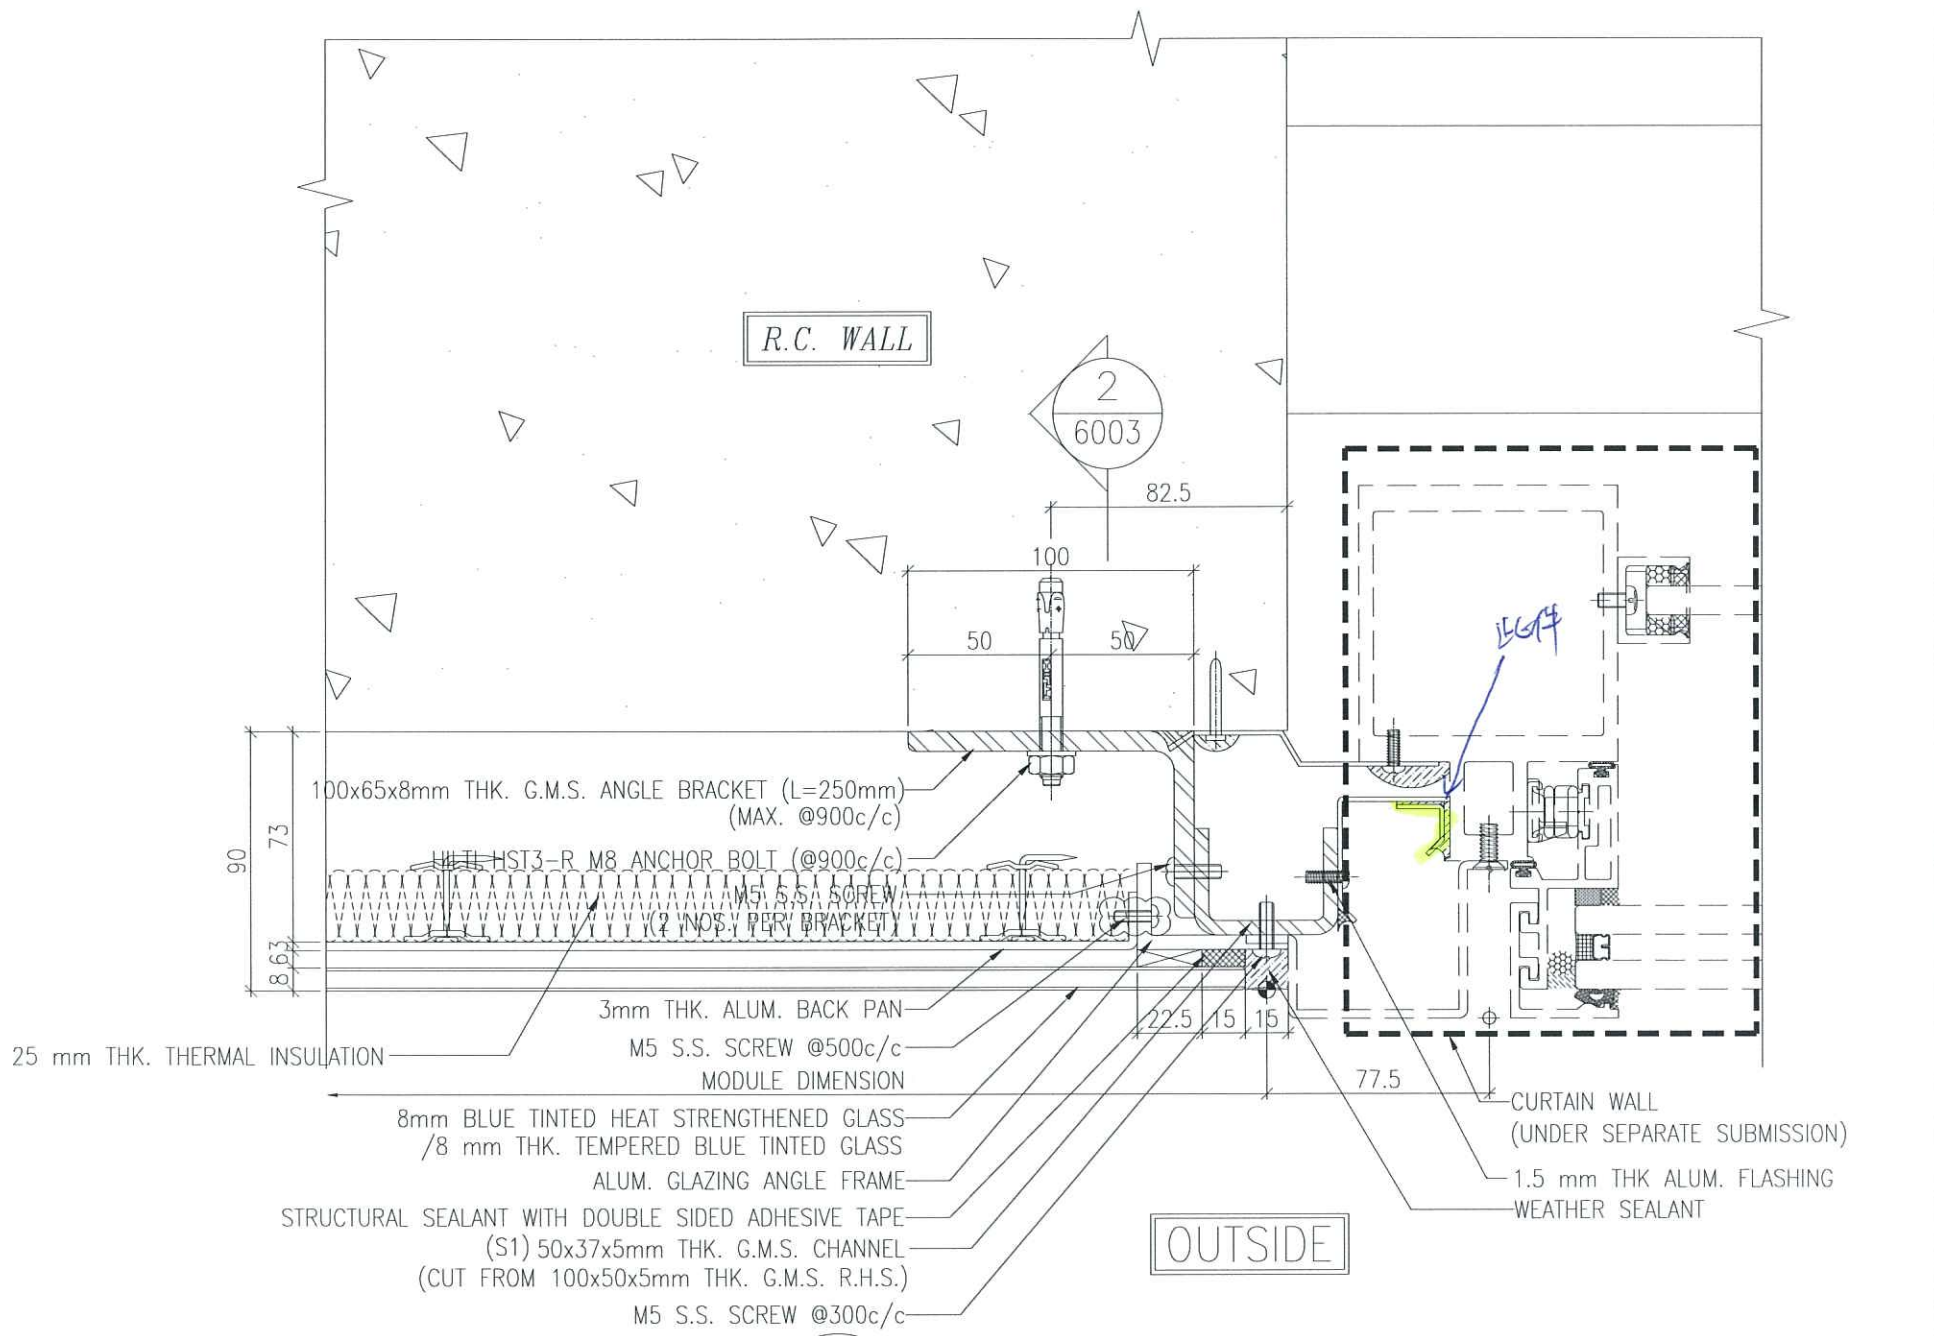 R.C. WALL
2
6003
82.5
100
50
50
100x65x8mm THK. G.M.S. ANGLE BRACKET (L=250mm)
(MAX. @900c/c)
HILTI HST3-R M8 ANCHOR BOLT (@900c/c)
M5 S.S. SCREW
(2 NOS. PER BRACKET)
90
73
3
6
8
3mm THK. ALUM. BACK PAN
22.5
15
15
25 mm THK. THERMAL INSULATION
M5 S.S. SCREW @500c/c
MODULE DIMENSION
77.5
8mm BLUE TINTED HEAT STRENGTHENED GLASS
/8 mm THK. TEMPERED BLUE TINTED GLASS
ALUM. GLAZING ANGLE FRAME
STRUCTURAL SEALANT WITH DOUBLE SIDED ADHESIVE TAPE
(S1) 50x37x5mm THK. G.M.S. CHANNEL
(CUT FROM 100x50x5mm THK. G.M.S. R.H.S.)
M5 S.S. SCREW @300c/c
CURTAIN WALL
(UNDER SEPARATE SUBMISSION)
1.5 mm THK ALUM. FLASHING
WEATHER SEALANT
OUTSIDE